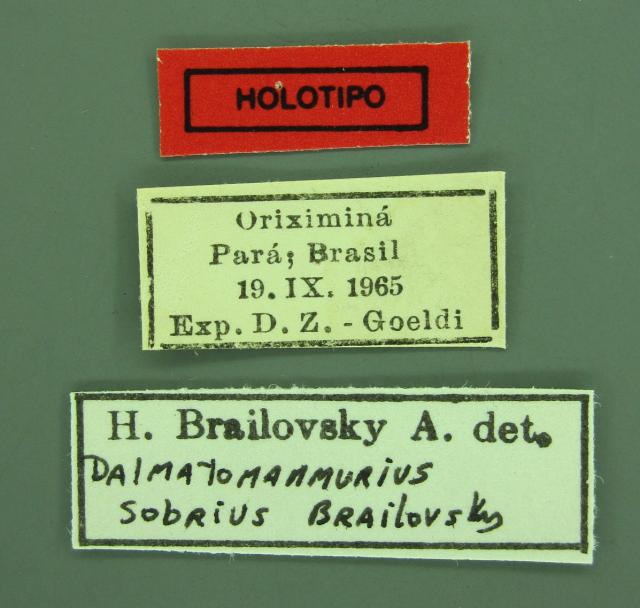 HOLOTIPO
Oriximiná
Pará; Brasil
19. IX. 1965
Exp. D. Z. - Goeldi
H. Brailovsky A. det.
DAlMATOMAMMURIUS
SOBRIUS BRAILOVSKY